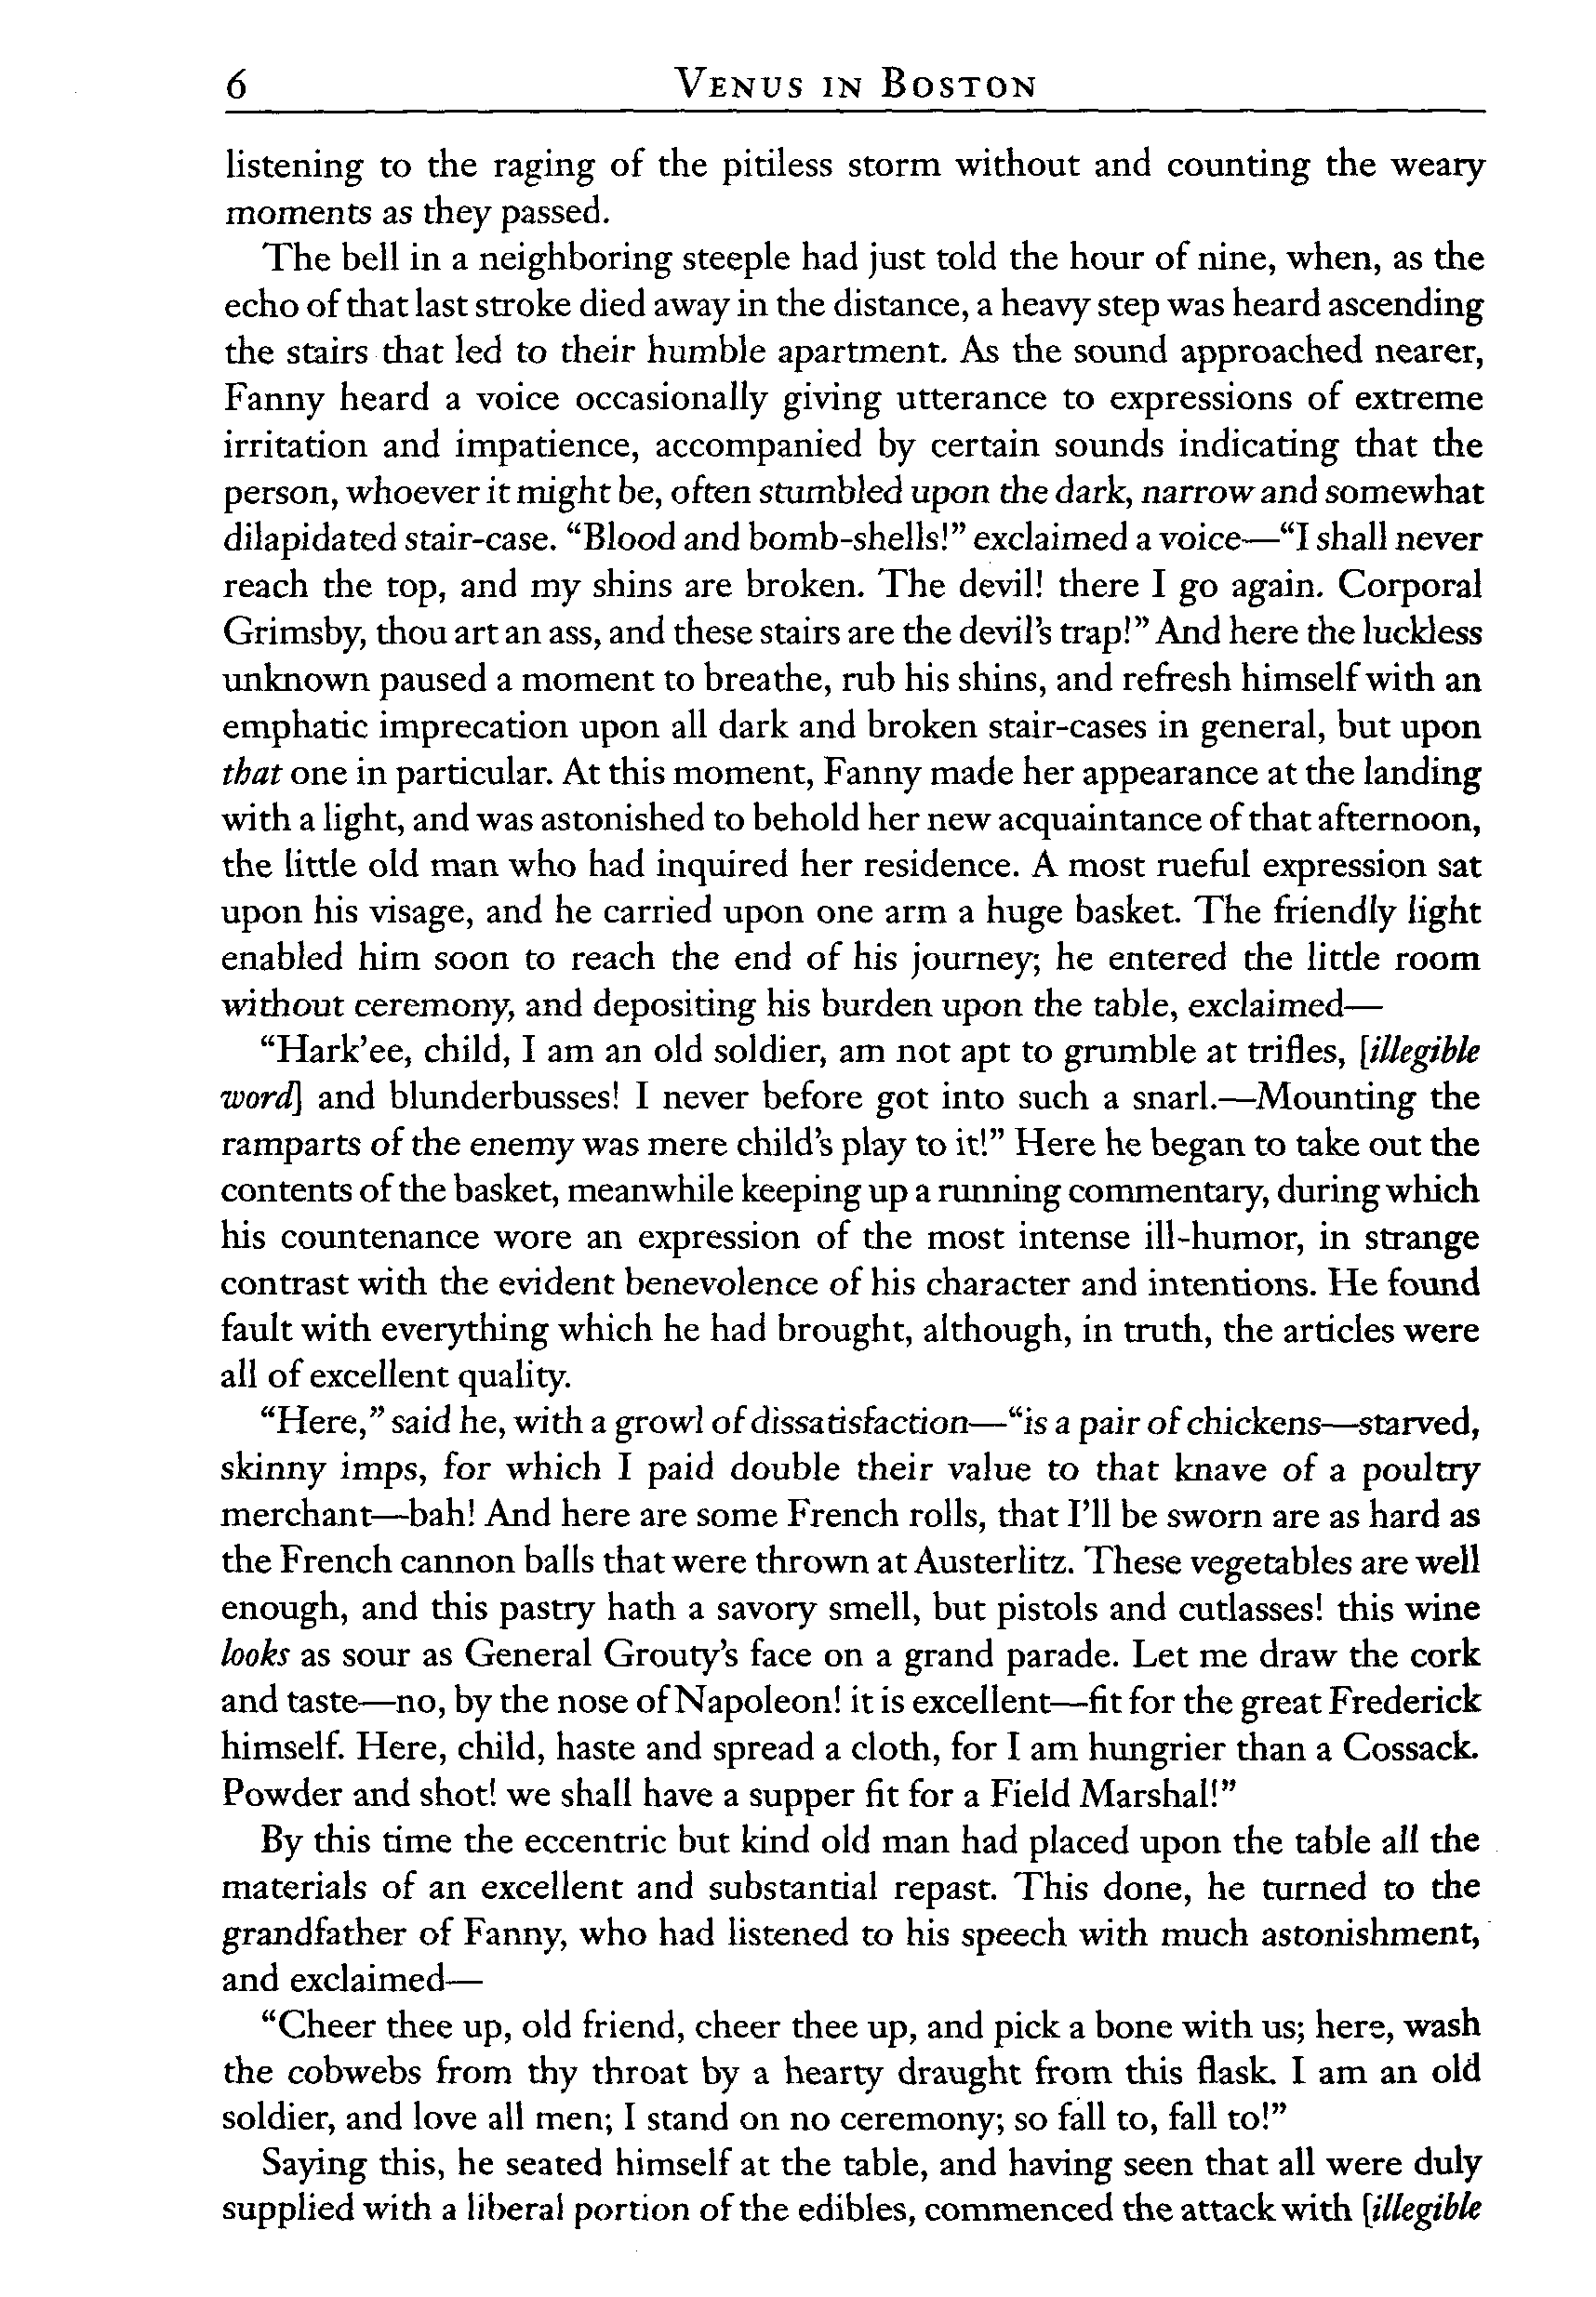 6 VENUS IN BOSTON
listening to the raging of the pitiless storm without and counting the weary
moments as they passed.
The bell in a neighboring steeple had just told the hour of nine, when, as the
echo of that last stroke died away in the distance, a heavy step was heard ascending
the stairs that led to their humble apartment. As the sound approached nearer,
Fanny heard a voice occasionally giving utterance to expressions of extreme
irritation and impatience, accompanied by certain sounds indicating that the
person, whoever it might be, often stumbled upon the dark, narrow and somewhat
dilapidated stair-case. “Blood and bomb-shells!” exclaimed a voice—“I shall never
reach the top, and my shins are broken. The devil! there I go again. Corporal
Grimsby, thou art an ass, and these stairs are the devil’s trap!” And here the luckless
unknown paused a moment to breathe, rub his shins, and refresh himself with an
emphatic imprecation upon all dark and broken stair-cases in general, but upon
that one in particular. At this moment, Fanny made her appearance at the landing
with a light, and was astonished to behold her new acquaintance of that afternoon,
the little old man who had inquired her residence. A most rueful expression sat
upon his visage, and he carried upon one arm a huge basket. The friendly light
enabled him soon to reach the end of his journey; he entered the little room
without ceremony, and depositing his burden upon the table, exclaimed—
“Hark’ee, child, I am an old soldier, am not apt to grumble at trifles, [illegible
word] and blunderbusses! I never before got into such a snarl.—Mounting the
ramparts of the enemy was mere child’s play to it!” Here he began to take out the
contents of the basket, meanwhile keeping up a running commentary, during which
his countenance wore an expression of the most intense ill-humor, in strange
contrast with the evident benevolence of his character and intentions. He found
fault with everything which he had brought, although, in truth, the articles were
all of excellent quality.
“Here,” said he, with a growl of dissatisfaction—“is a pair of chickens—starved,
skinny imps, for which I paid double their value to that knave of a poultry
merchant—bah! And here are some French rolls, that I’ll be sworn are as hard as
the French cannon balls that were thrown at Austerlitz. These vegetables are well
enough, and this pastry hath a savory smell, but pistols and cutlasses! this wine
looks as sour as General Grouty’s face on a grand parade. Let me draw the cork
and taste—no, by the nose of Napoleon! it is excellent—fit for the great Frederick
himself. Here, child, haste and spread a cloth, for I am hungrier than a Cossack.
Powder and shot! we shall have a supper fit for a Field Marshal!”
By this time the eccentric but kind old man had placed upon the table all the
materials of an excellent and substantial repast. This done, he turned to the
grandfather of Fanny, who had listened to his speech with much astonishment,
and exclaimed—
“Cheer thee up, old friend, cheer thee up, and pick a bone with us; here, wash
the cobwebs from thy throat by a hearty draught from this flask. I am an old
soldier, and love all men; I stand on no ceremony; so fall to, fall to!”
Saying this, he seated himself at the table, and having seen that all were duly
supplied with a liberal portion of the edibles, commenced the attack with [illegible